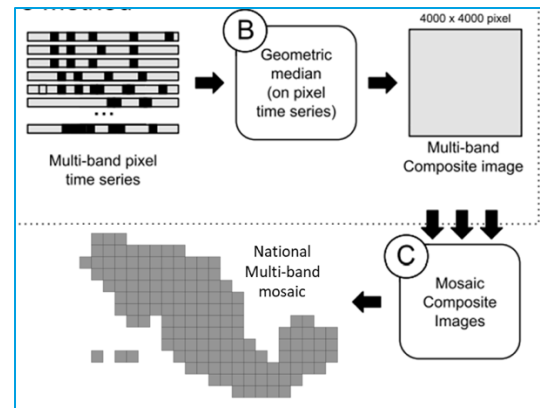 B
Geometric
median
(on pixel
time series)
4000 x 4000 pixel
...
Multi-band pixel
time series
Multi-band
Composite image
National
Multi-band
mosaic
C
Mosaic
Composite
Images